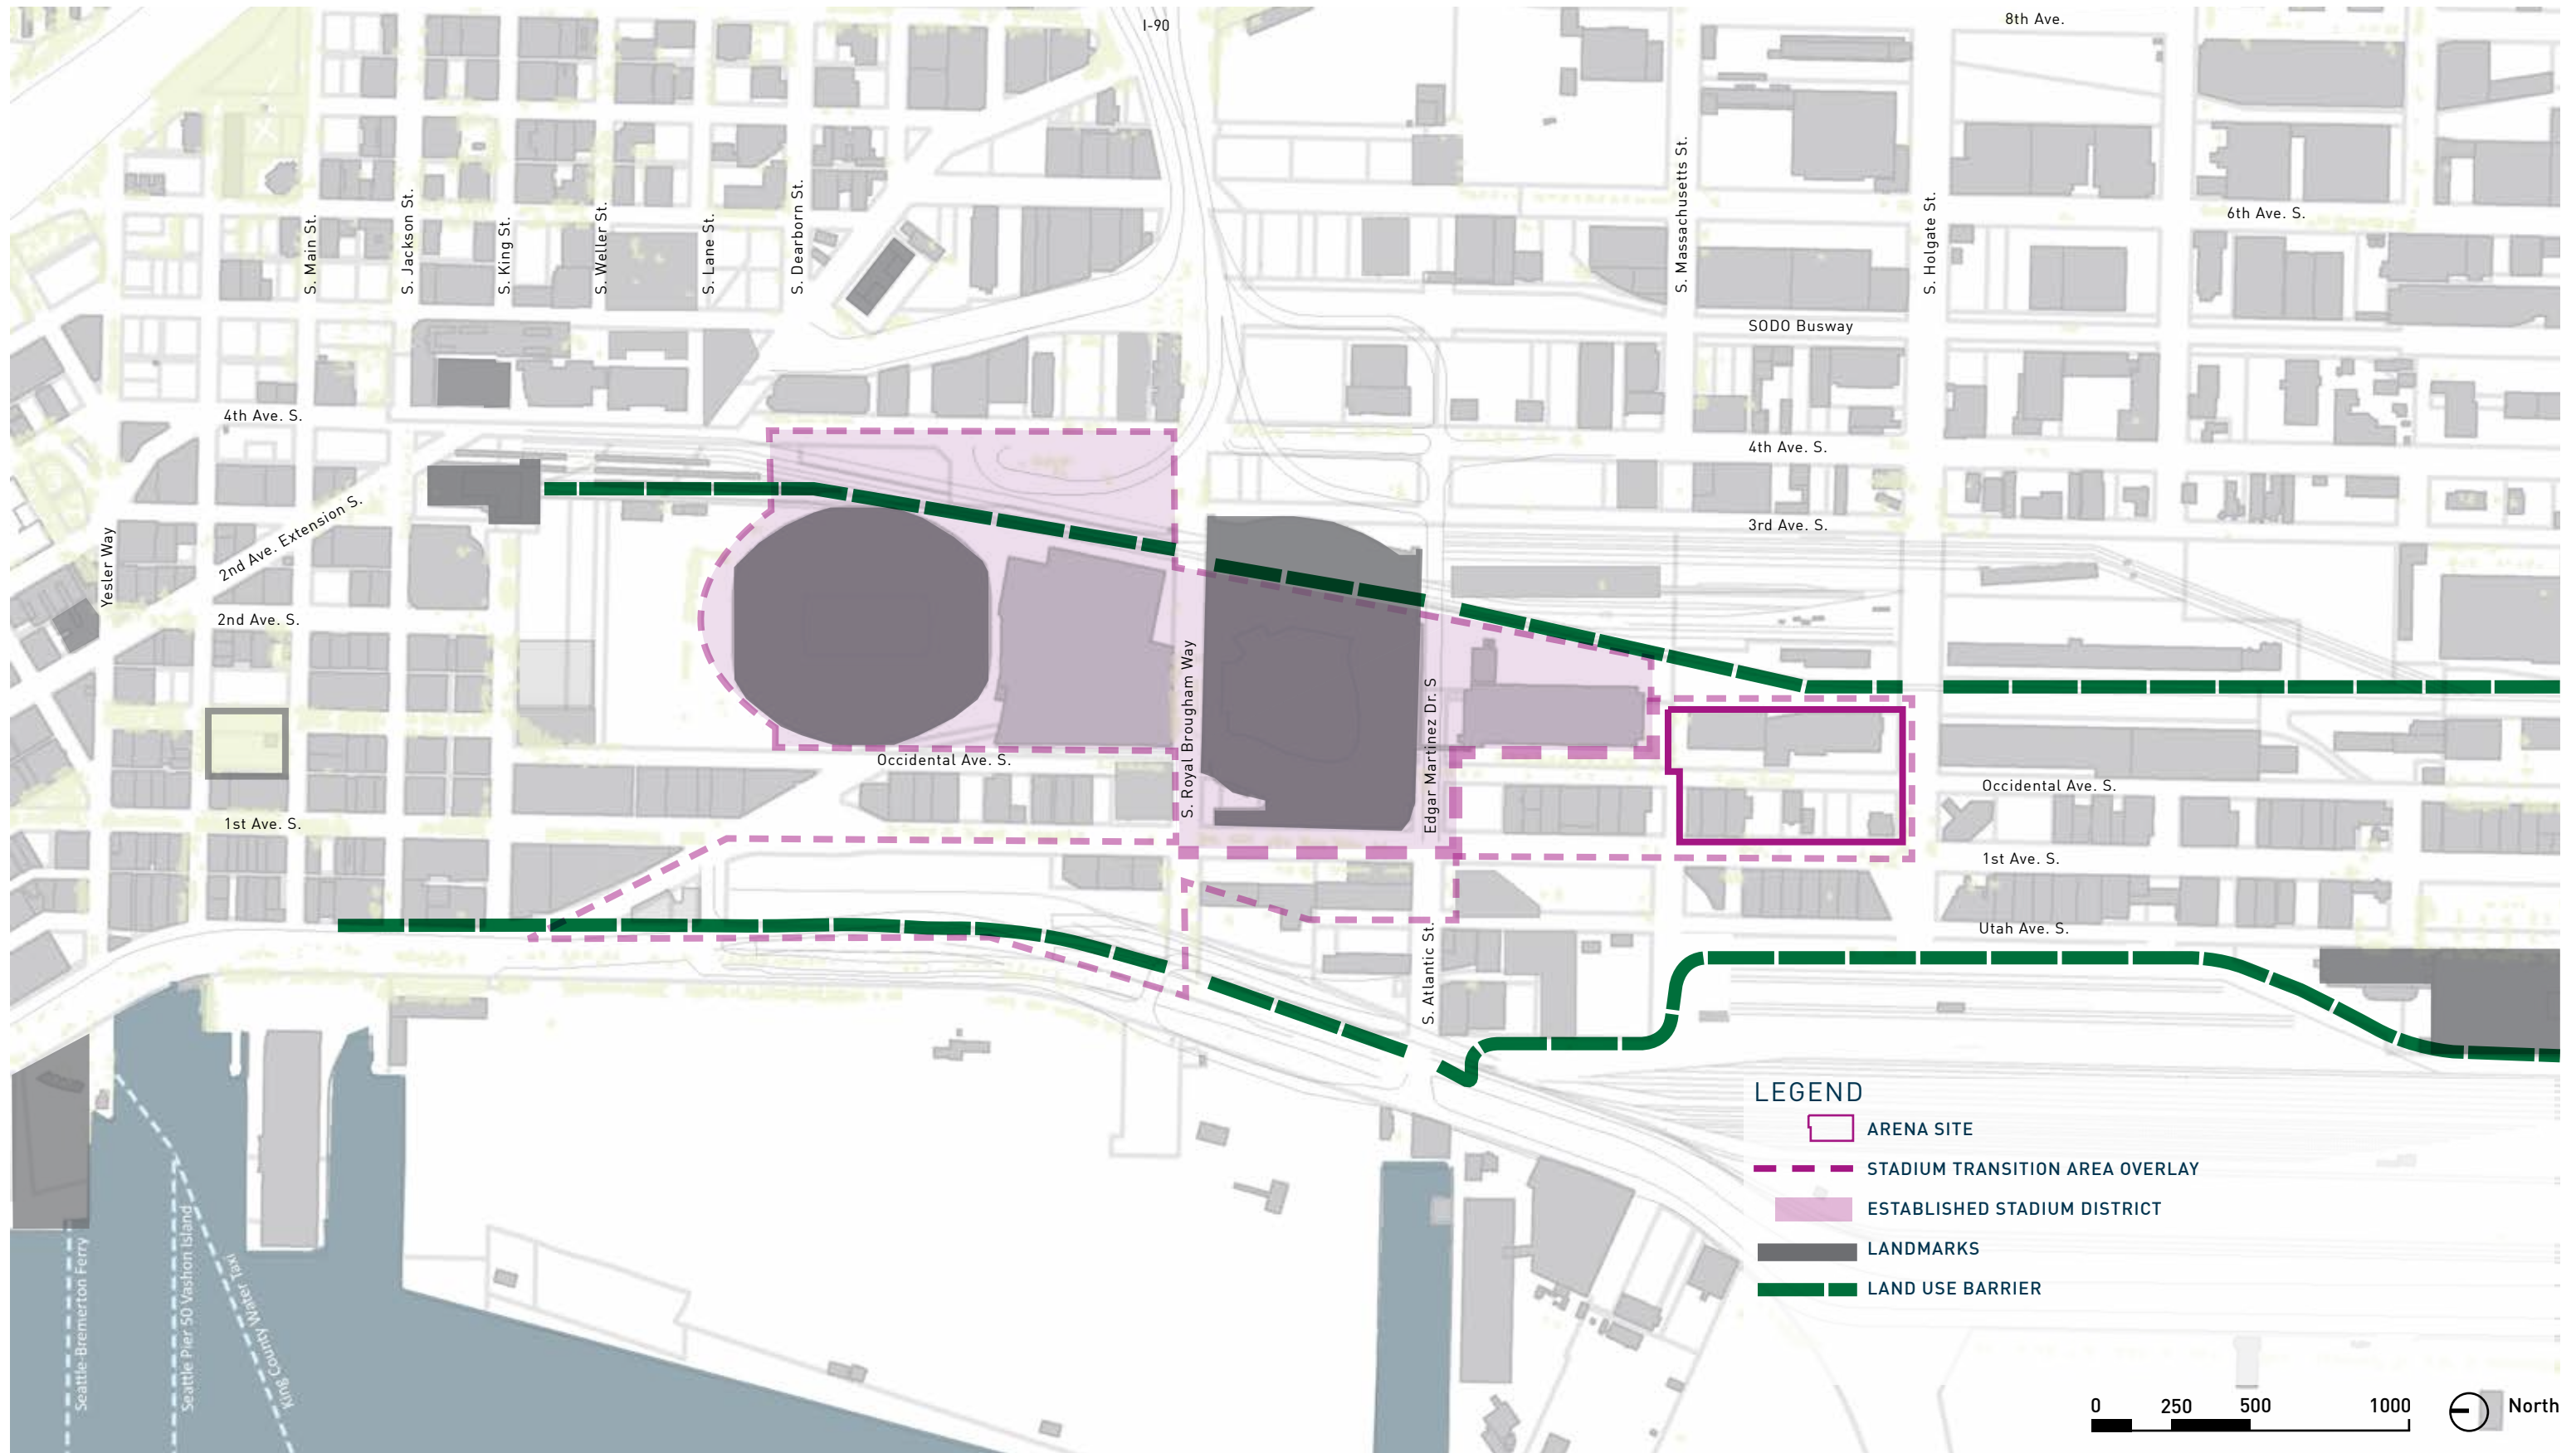 I-90
8th Ave.
S. Main St.
S. Jackson St.
S. King St.
S. Weller St.
S. Lane St.
S. Dearborn St.
S. Massachusetts St.
S. Holgate St.
6th Ave. S.
SODO Busway
4th Ave. S.
4th Ave. S.
2nd Ave. Extension S.
3rd Ave. S.
Yesler Way
2nd Ave. S.
S. Royal Brougham Way
Edgar Martinez Dr. S
Occidental Ave. S.
Occidental Ave. S.
1st Ave. S.
1st Ave. S.
S. Atlantic St.
Utah Ave. S.
Seattle-Bremerton Ferry
Seattle Pier 50 Vashon Island
King County Water Taxi
LEGEND
ARENA SITE
STADIUM TRANSITION AREA OVERLAY
ESTABLISHED STADIUM DISTRICT
LANDMARKS
LAND USE BARRIER
0 250 500 1000
North